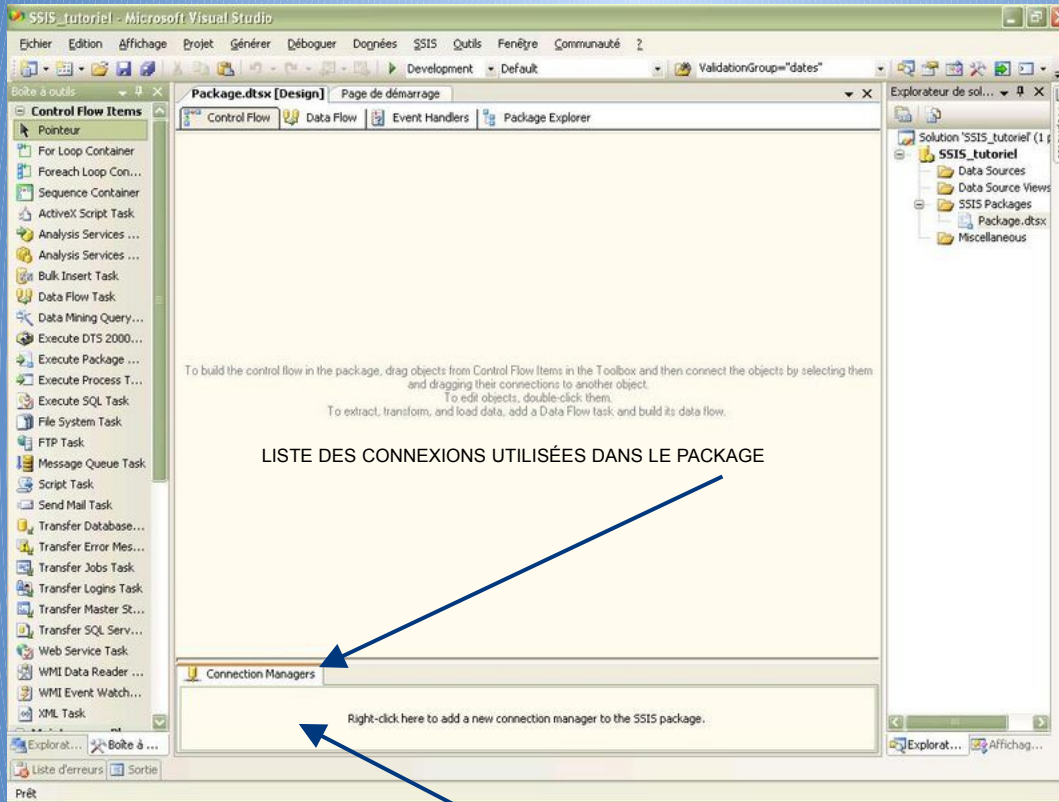 SSIS_tutoriel - Microsoft Visual Studio
Fichier Edition Affichage Projet Générer Déboguer Données SSIS Outils Fenêtre Communauté ?
Development Default ValidationGroup="dates"
Boîte à outils
Control Flow Items
Pointeur
For Loop Container
Foreach Loop Con...
Sequence Container
ActiveX Script Task
Analysis Services ...
Analysis Services ...
Bulk Insert Task
Data Flow Task
Data Mining Query...
Execute DTS 2000...
Execute Package ...
Execute Process T...
Execute SQL Task
File System Task
FTP Task
Message Queue Task
Script Task
Send Mail Task
Transfer Database...
Transfer Error Mes...
Transfer Jobs Task
Transfer Logins Task
Transfer Master St...
Transfer SQL Serv...
Web Service Task
WMI Data Reader ...
WMI Event Watch...
XML Task
Explorat... Boîte à ...
Package.dtsx [Design] Page de démarrage
Control Flow Data Flow Event Handlers Package Explorer
To build the control flow in the package, drag objects from Control Flow Items in the Toolbox and then connect the objects by selecting them
and dragging their connections to another object.
To edit objects, double-click them.
To extract, transform, and load data, add a Data Flow task and build its data flow.
LISTE DES CONNEXIONS UTILISÉES DANS LE PACKAGE
Connection Managers
Right-click here to add a new connection manager to the SSIS package.
Explorateur de sol...
Solution 'SSIS_tutoriel' (1 p
SSIS_tutoriel
Data Sources
Data Source Views
SSIS Packages
Package.dtsx
Miscellaneous
Explorat... Affichag...
Liste d'erreurs Sortie
Prêt